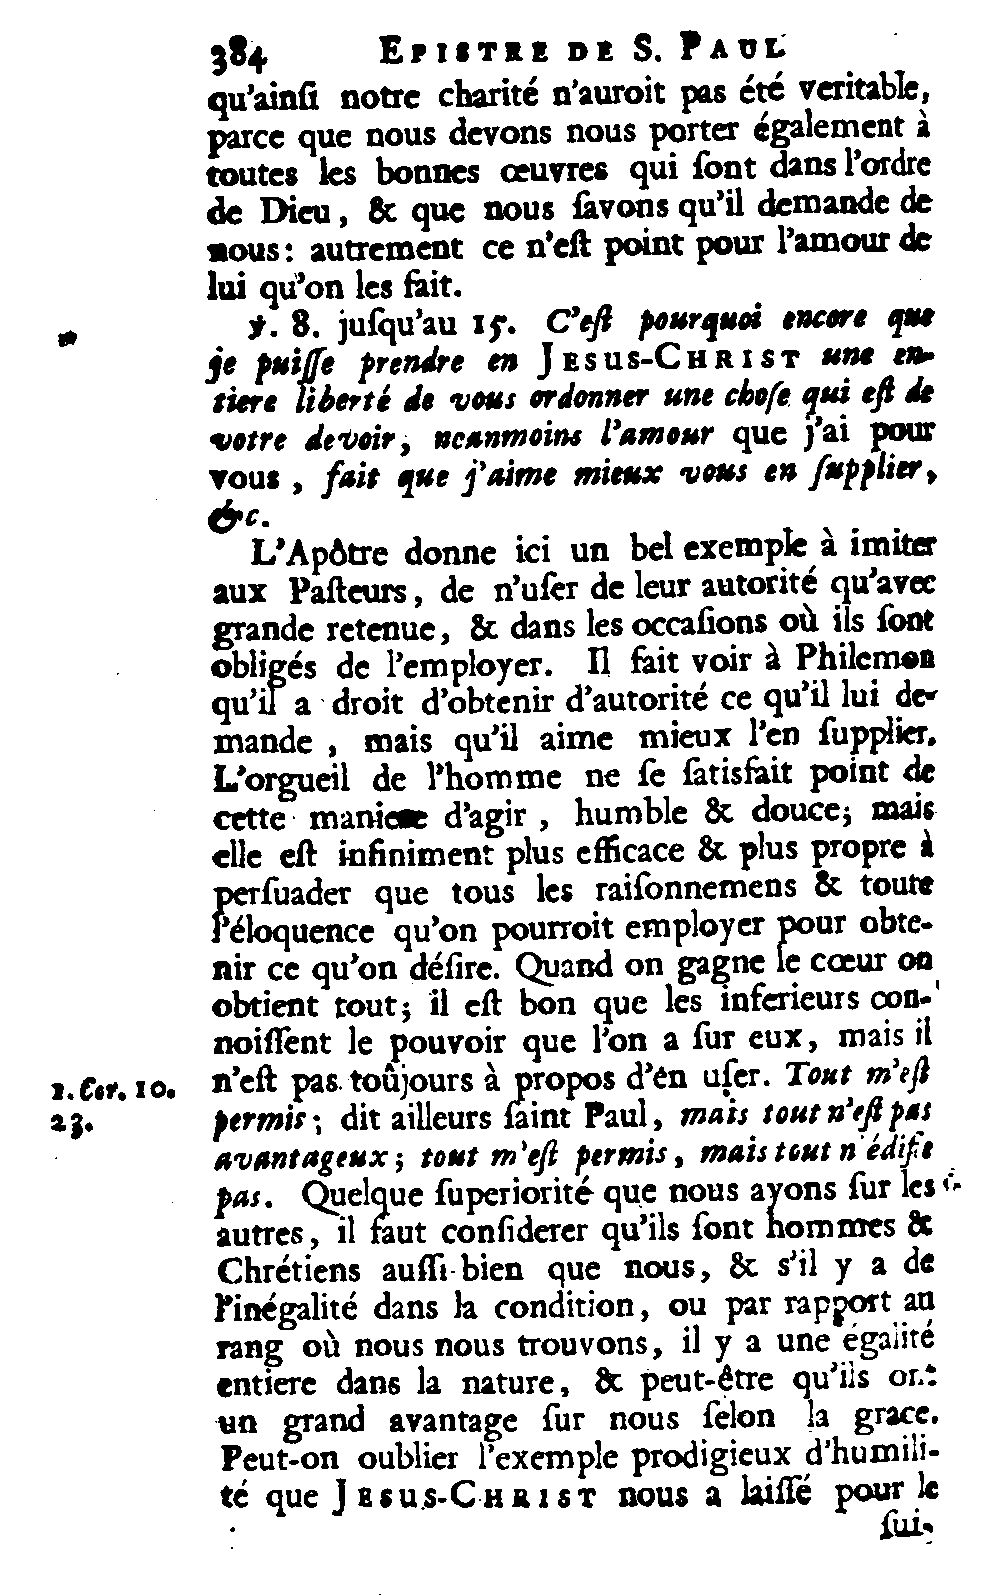 384 EPISTRE DE S. PAUL
qu'ainſi notre charité n'auroit pas été veritable,
parce que nous devons nous porter également à
toutes les bonnes œuvres qui ſont dans l'ordre
de Dieu, & que nous ſavons qu'il demande de
nous: autrement ce n'eſt point pour l'amour de
lui qu'on les fait.
℣. 8. juſqu'au 15. C'eſt pourquoi encore que
je puiſſe prendre en JESUS-CHRIST une en-
tiere liberté de vous ordonner une choſe qui eſt de
votre devoir, neanmoins l'amour que j'ai pour
vous, fait que j'aime mieux vous en ſupplier,
&c.
L'Apôtre donne ici un bel exemple à imiter
aux Paſteurs, de n'uſer de leur autorité qu'avec
grande retenue, & dans les occaſions où ils ſont
obligés de l'employer. Il fait voir à Philemon
qu'il a droit d'obtenir d'autorité ce qu'il lui de-
mande, mais qu'il aime mieux l'en ſupplier.
L'orgueil de l'homme ne ſe ſatisfait point de
cette maniere d'agir, humble & douce; mais
elle eſt infiniment plus efficace & plus propre à
perſuader que tous les raiſonnemens & toute
l'éloquence qu'on pourroit employer pour obte-
nir ce qu'on déſire. Quand on gagne le cœur on
obtient tout; il eſt bon que les inferieurs con-
noiſſent le pouvoir que l'on a ſur eux, mais il
1. Cor. 10. n'eſt pas toûjours à propos d'en uſer. Tout m'eſt
23. permis; dit ailleurs ſaint Paul, mais tout n'eſt pas
avantageux; tout m'eſt permis, mais tout n'édifie
pas. Quelque ſuperiorité que nous ayons ſur les
autres, il faut conſiderer qu'ils ſont hommes &
Chrétiens auſſi-bien que nous, & s'il y a de
l'inégalité dans la condition, ou par rapport au
rang où nous nous trouvons, il y a une égalité
entiere dans la nature, & peut-être qu'ils ont
un grand avantage ſur nous ſelon la grace.
Peut-on oublier l'exemple prodigieux d'humili-
té que JESUS-CHRIST nous a laiſſé pour le
ſui-